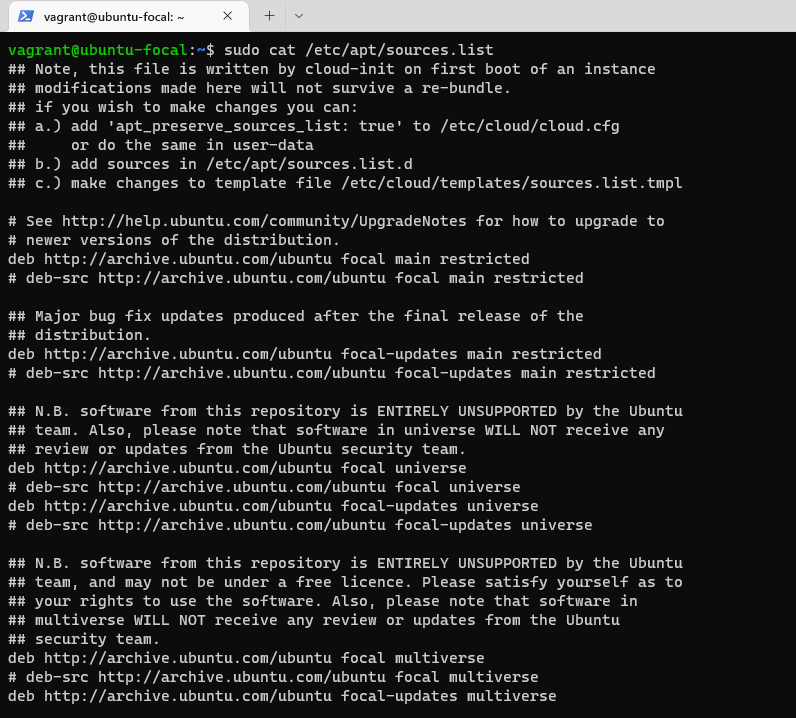 vagrant@ubuntu-focal: ~
vagrant@ubuntu-focal:~$ sudo cat /etc/apt/sources.list
## Note, this file is written by cloud-init on first boot of an instance
## modifications made here will not survive a re-bundle.
## if you wish to make changes you can:
## a.) add 'apt_preserve_sources_list: true' to /etc/cloud/cloud.cfg
##     or do the same in user-data
## b.) add sources in /etc/apt/sources.list.d
## c.) make changes to template file /etc/cloud/templates/sources.list.tmpl

# See http://help.ubuntu.com/community/UpgradeNotes for how to upgrade to
# newer versions of the distribution.
deb http://archive.ubuntu.com/ubuntu focal main restricted
# deb-src http://archive.ubuntu.com/ubuntu focal main restricted

## Major bug fix updates produced after the final release of the
## distribution.
deb http://archive.ubuntu.com/ubuntu focal-updates main restricted
# deb-src http://archive.ubuntu.com/ubuntu focal-updates main restricted

## N.B. software from this repository is ENTIRELY UNSUPPORTED by the Ubuntu
## team. Also, please note that software in universe WILL NOT receive any
## review or updates from the Ubuntu security team.
deb http://archive.ubuntu.com/ubuntu focal universe
# deb-src http://archive.ubuntu.com/ubuntu focal universe
deb http://archive.ubuntu.com/ubuntu focal-updates universe
# deb-src http://archive.ubuntu.com/ubuntu focal-updates universe

## N.B. software from this repository is ENTIRELY UNSUPPORTED by the Ubuntu
## team, and may not be under a free licence. Please satisfy yourself as to
## your rights to use the software. Also, please note that software in
## multiverse WILL NOT receive any review or updates from the Ubuntu
## security team.
deb http://archive.ubuntu.com/ubuntu focal multiverse
# deb-src http://archive.ubuntu.com/ubuntu focal multiverse
deb http://archive.ubuntu.com/ubuntu focal-updates multiverse